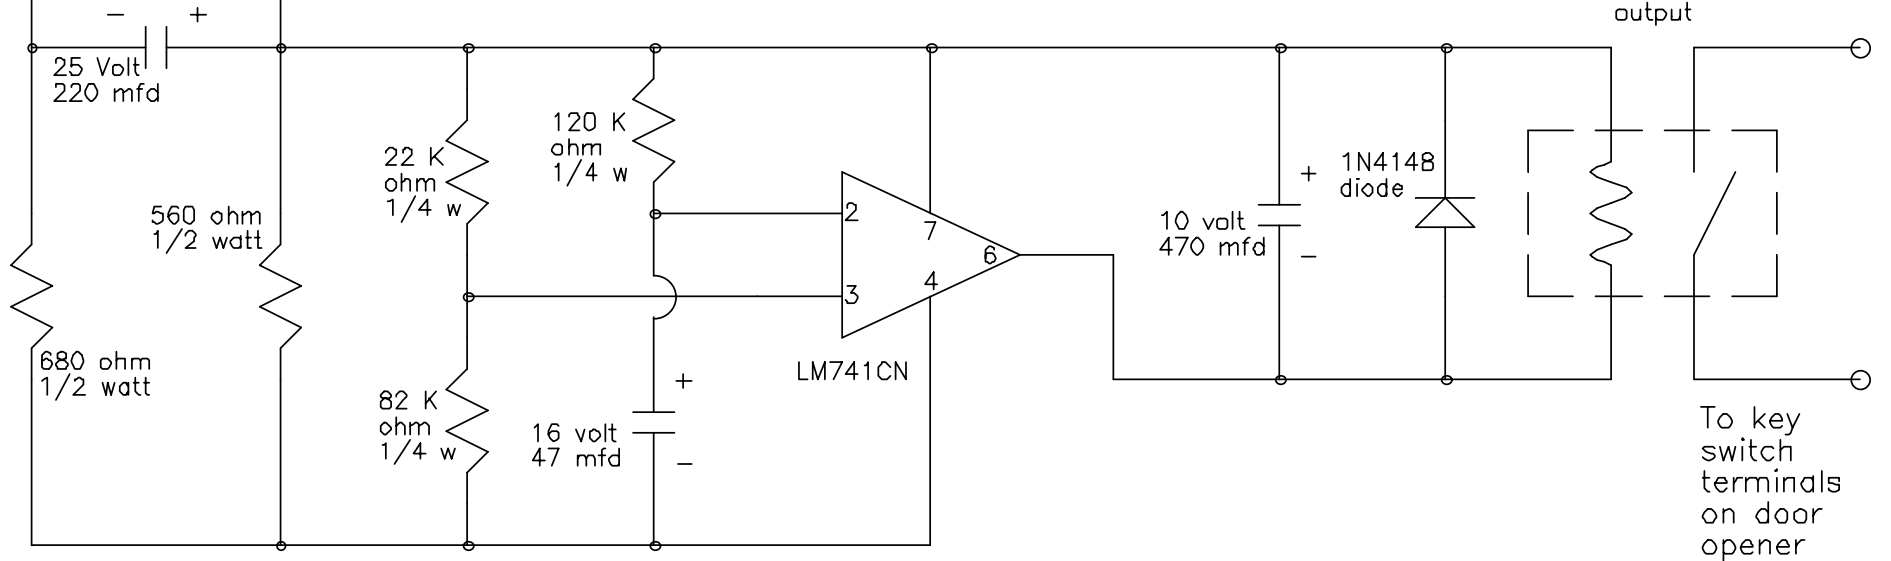 output
- +
25 Volt
220 mfd
120 K
ohm
1/4 w
22 K
ohm
1/4 w
1N4148
diode
+
10 volt
470 mfd
-
560 ohm
1/2 watt
2
7
6
4
3
680 ohm
1/2 watt
LM741CN
82 K
ohm
1/4 w
+
16 volt
47 mfd
-
To key
switch
terminals
on door
opener